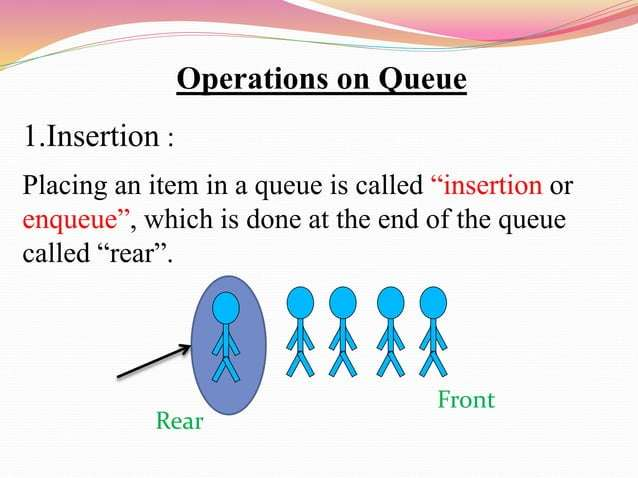 Operations on Queue
1.Insertion :
Placing an item in a queue is called “insertion or
enqueue”, which is done at the end of the queue
called “rear”.
Front
Rear